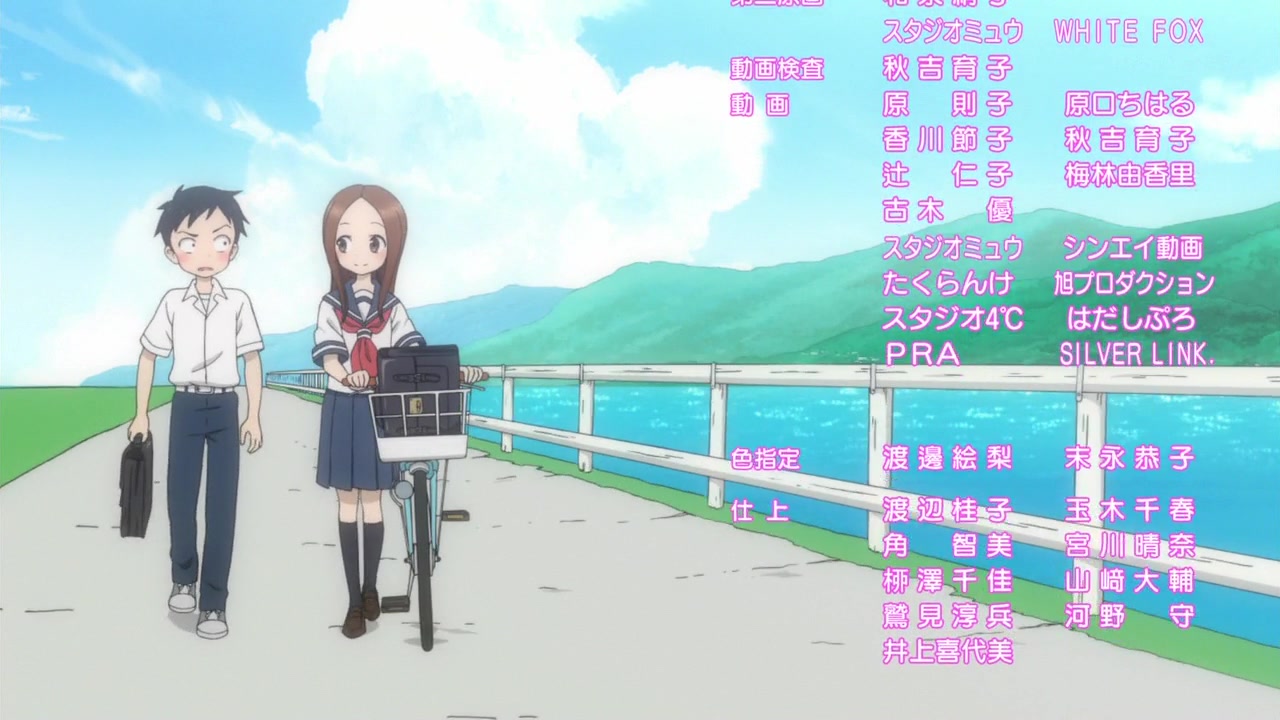 スタジオミュウ WHITE FOX
動画検査 秋吉育子
動画 原 則子 原口ちはる
香川節子 秋吉育子
辻 仁子 梅林由香里
古木 優
スタジオミュウ シンエイ動画
たくらんけ 旭プロダクション
スタジオ4℃ はだしぷろ
PRA SILVER LINK.
色指定 渡邊絵梨 末永恭子
仕上 渡辺桂子 玉木千春
角 智美 宮川晴奈
栁澤千佳 山﨑大輔
鷲見淳兵 河野 守
井上喜代美